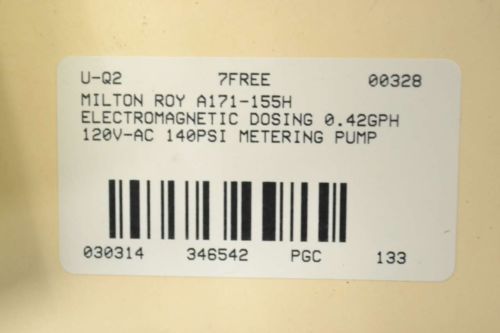 U-Q2 7FREE 00328
MILTON ROY A171-155H
ELECTROMAGNETIC DOSING 0.42GPH
120V-AC 140PSI METERING PUMP
030314 346542 PGC 133